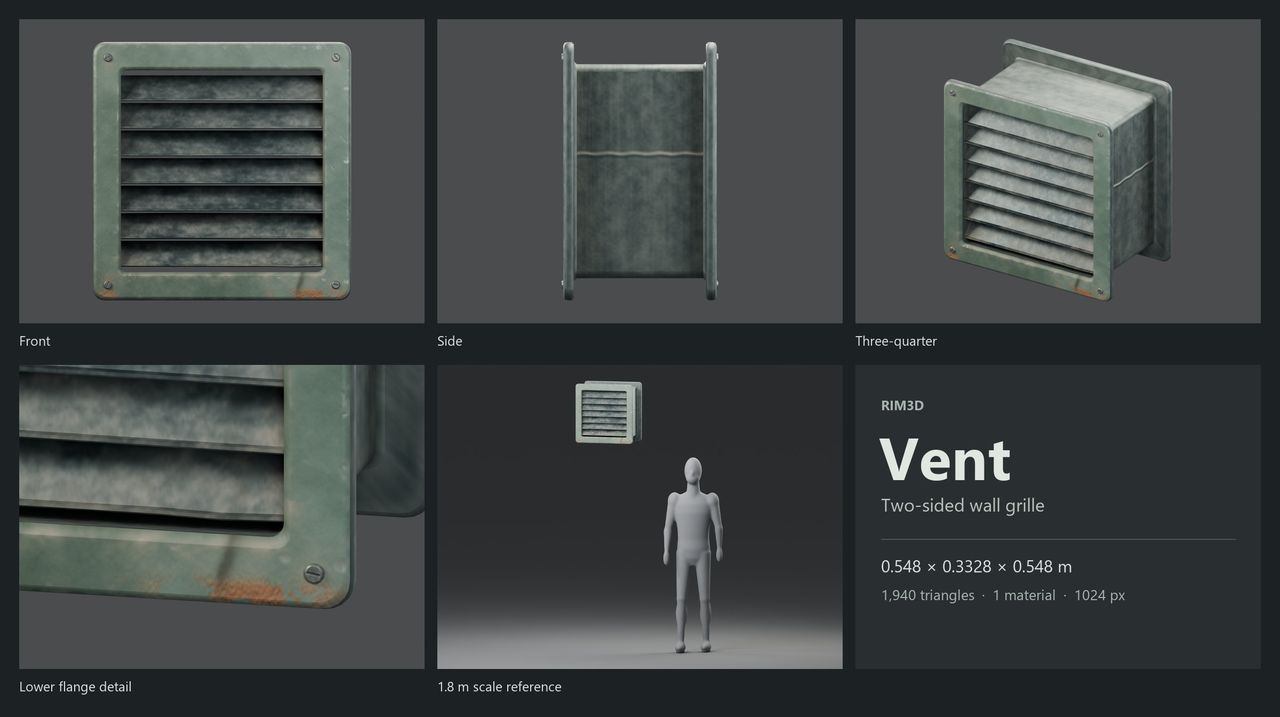 Front
Side
Three-quarter
Lower flange detail
1.8 m scale reference
RIM3D
Vent
Two-sided wall grille
0.548 × 0.3328 × 0.548 m
1,940 triangles · 1 material · 1024 px